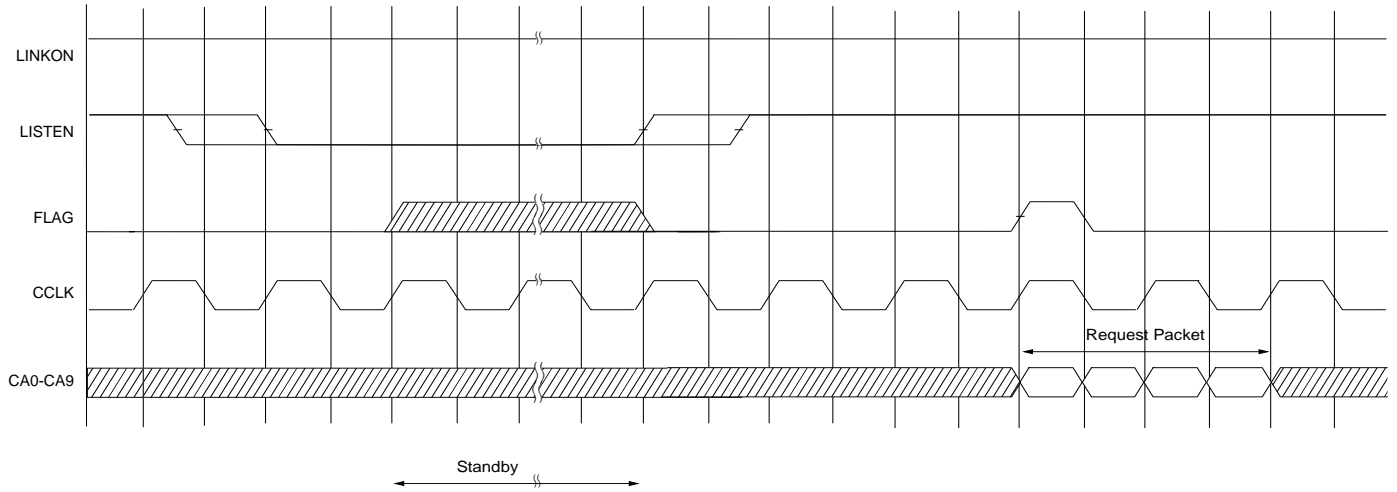 LINKON
LISTEN
FLAG
CCLK
Request Packet
CA0-CA9
Standby